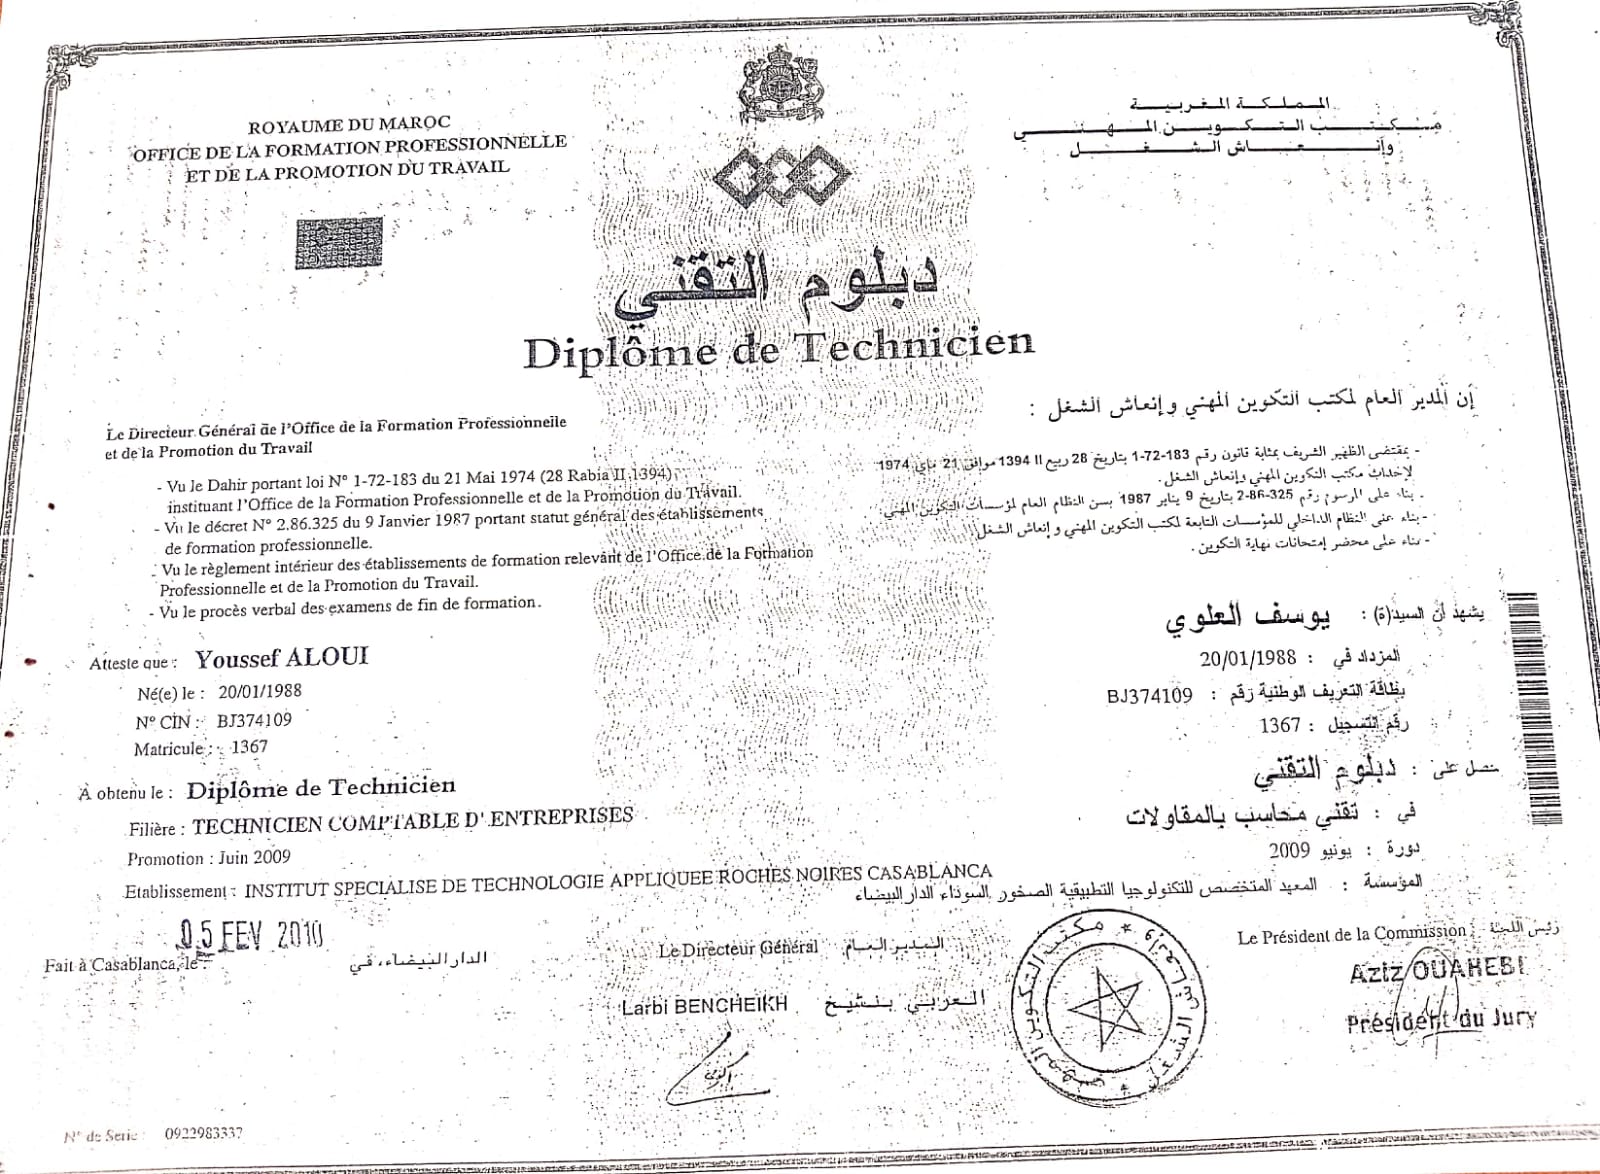 ROYAUME DU MAROC
OFFICE DE LA FORMATION PROFESSIONNELLE
ET DE LA PROMOTION DU TRAVAIL
المملكة المغربية
مكتب التكوين المهني
وإنعاش الشغل
دبلوم التقني
Diplôme de Technicien
Le Directeur Général de l'Office de la Formation Professionnelle
et de la Promotion du Travail
- Vu le Dahir portant loi N° 1-72-183 du 21 Mai 1974 (28 Rabia II 1394)
instituant l'Office de la Formation Professionnelle et de la Promotion du Travail.
- Vu le décret N° 2.86.325 du 9 Janvier 1987 portant statut général des établissements
de formation professionnelle.
- Vu le règlement intérieur des établissements de formation relevant de l'Office de la Formation
Professionnelle et de la Promotion du Travail.
- Vu le procès verbal des examens de fin de formation.
إن المدير العام لمكتب التكوين المهني وإنعاش الشغل :
- بمقتضى الظهير الشريف بمثابة قانون رقم 183-72-1 بتاريخ 28 ربيع II 1394 موافق 21 ماي 1974
لإحداث مكتب التكوين المهني وإنعاش الشغل.
- بناء على المرسوم رقم 325-86-2 بتاريخ 9 يناير 1987 بسن النظام العام لمؤسسات التكوين المهني.
- بناء على النظام الداخلي للمؤسسات التابعة لمكتب التكوين المهني وإنعاش الشغل
- بناء على محضر إمتحانات نهاية التكوين.
Atteste que : Youssef ALOUI
Né(e) le : 20/01/1988
N° CIN : BJ374109
Matricule : 1367
À obtenu le : Diplôme de Technicien
Filière : TECHNICIEN COMPTABLE D' ENTREPRISES
Promotion : Juin 2009
Etablissement : INSTITUT SPECIALISE DE TECHNOLOGIE APPLIQUEE ROCHES NOIRES CASABLANCA
يشهد أن السيد(ة) : يوسف العلوي
المزداد في : 20/01/1988
بطاقة التعريف الوطنية رقم : BJ374109
رقم التسجيل : 1367
حصل على : دبلوم التقني
في : تقني محاسب بالمقاولات
دورة : يونيو 2009
المؤسسة : المعهد المتخصص للتكنولوجيا التطبيقية الصخور السوداء الدار البيضاء
05 FEV 2010
Fait à Casablanca, le
الدار البيضاء، في
Le Directeur Général المدير العام
Larbi BENCHEIKH العربي بنشيخ
مكتب التكوين المهني
Le Président de la Commission رئيس اللجنة
Aziz OUAHEBI
Président du Jury
N° de Serie : 0922983337